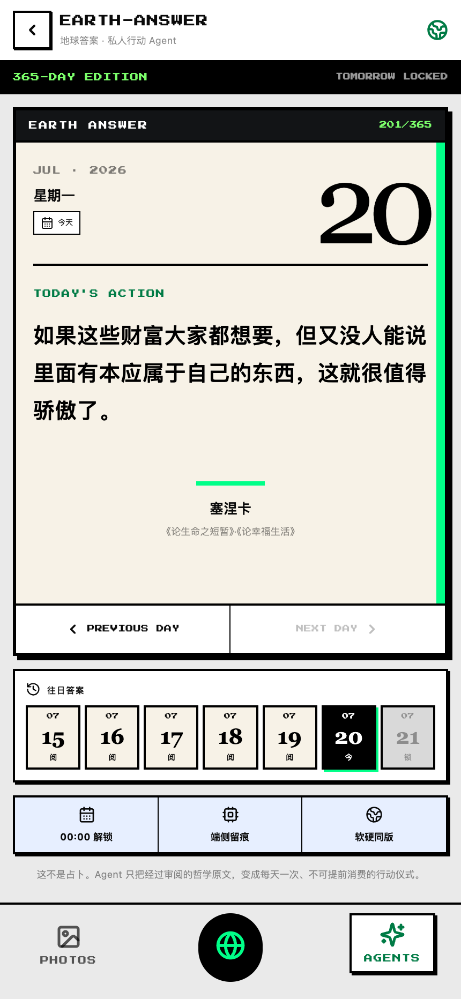 EARTH-ANSWER
地球答案 · 私人行动 Agent
365-DAY EDITION
TOMORROW LOCKED
EARTH ANSWER
201/365
JUL · 2026
星期一
今天
20
TODAY'S ACTION
如果这些财富大家都想要，但又没人能说
里面有本应属于自己的东西，这就很值得
骄傲了。
塞涅卡
《论生命之短暂》·《论幸福生活》
PREVIOUS DAY
NEXT DAY
往日答案
07 07 07 07 07 07 07
15 16 17 18 19 20 21
阅 阅 阅 阅 阅 今 锁
00:00 解锁
端侧留痕
软硬同版
这不是占卜。Agent 只把经过审阅的哲学原文，变成每天一次、不可提前消费的行动仪式。
PHOTOS
AGENTS